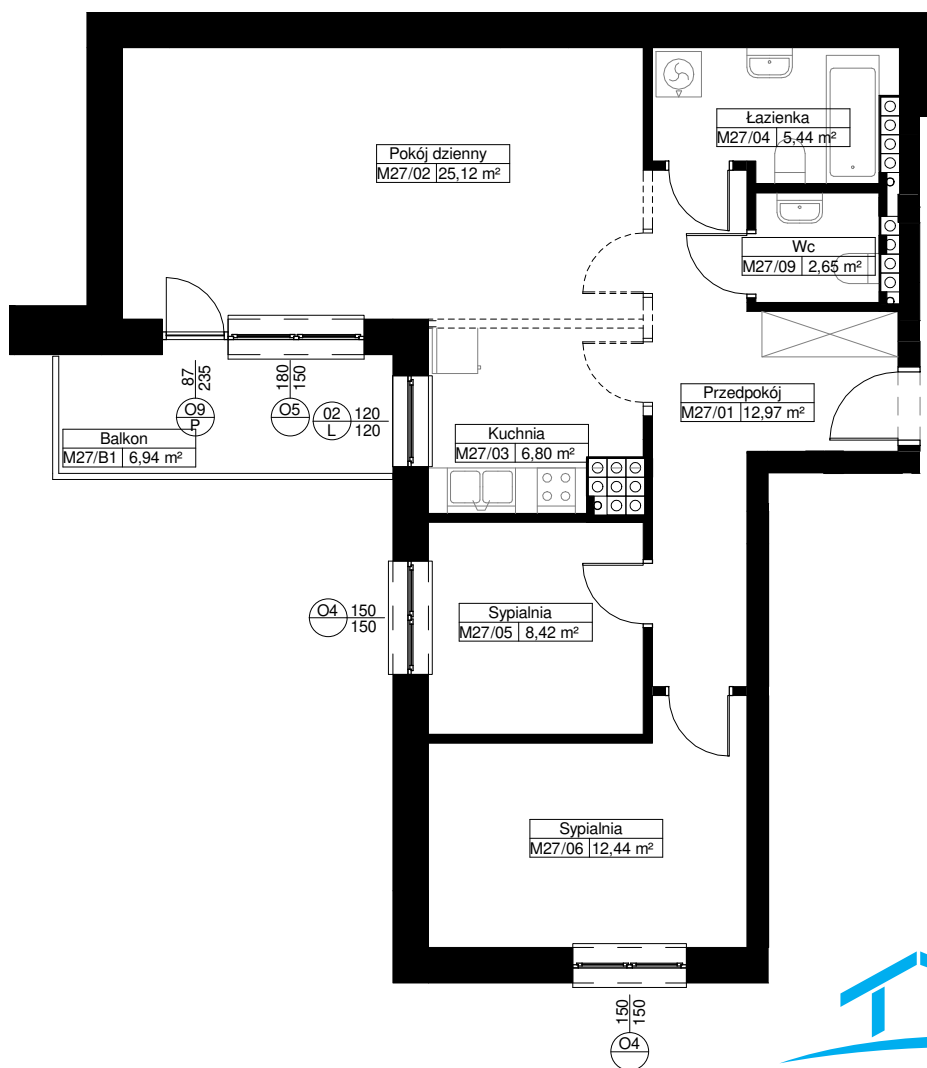 Łazienka
M27/04 5,44 m²
Pokój dzienny
M27/02 25,12 m²
Wc
M27/09 2,65 m²
Przedpokój
M27/01 12,97 m²
87
235
O9
P
180
150
O5
02
L
120
120
Balkon
M27/B1 6,94 m²
Kuchnia
M27/03 6,80 m²
O4
150
150
Sypialnia
M27/05 8,42 m²
Sypialnia
M27/06 12,44 m²
150
150
O4